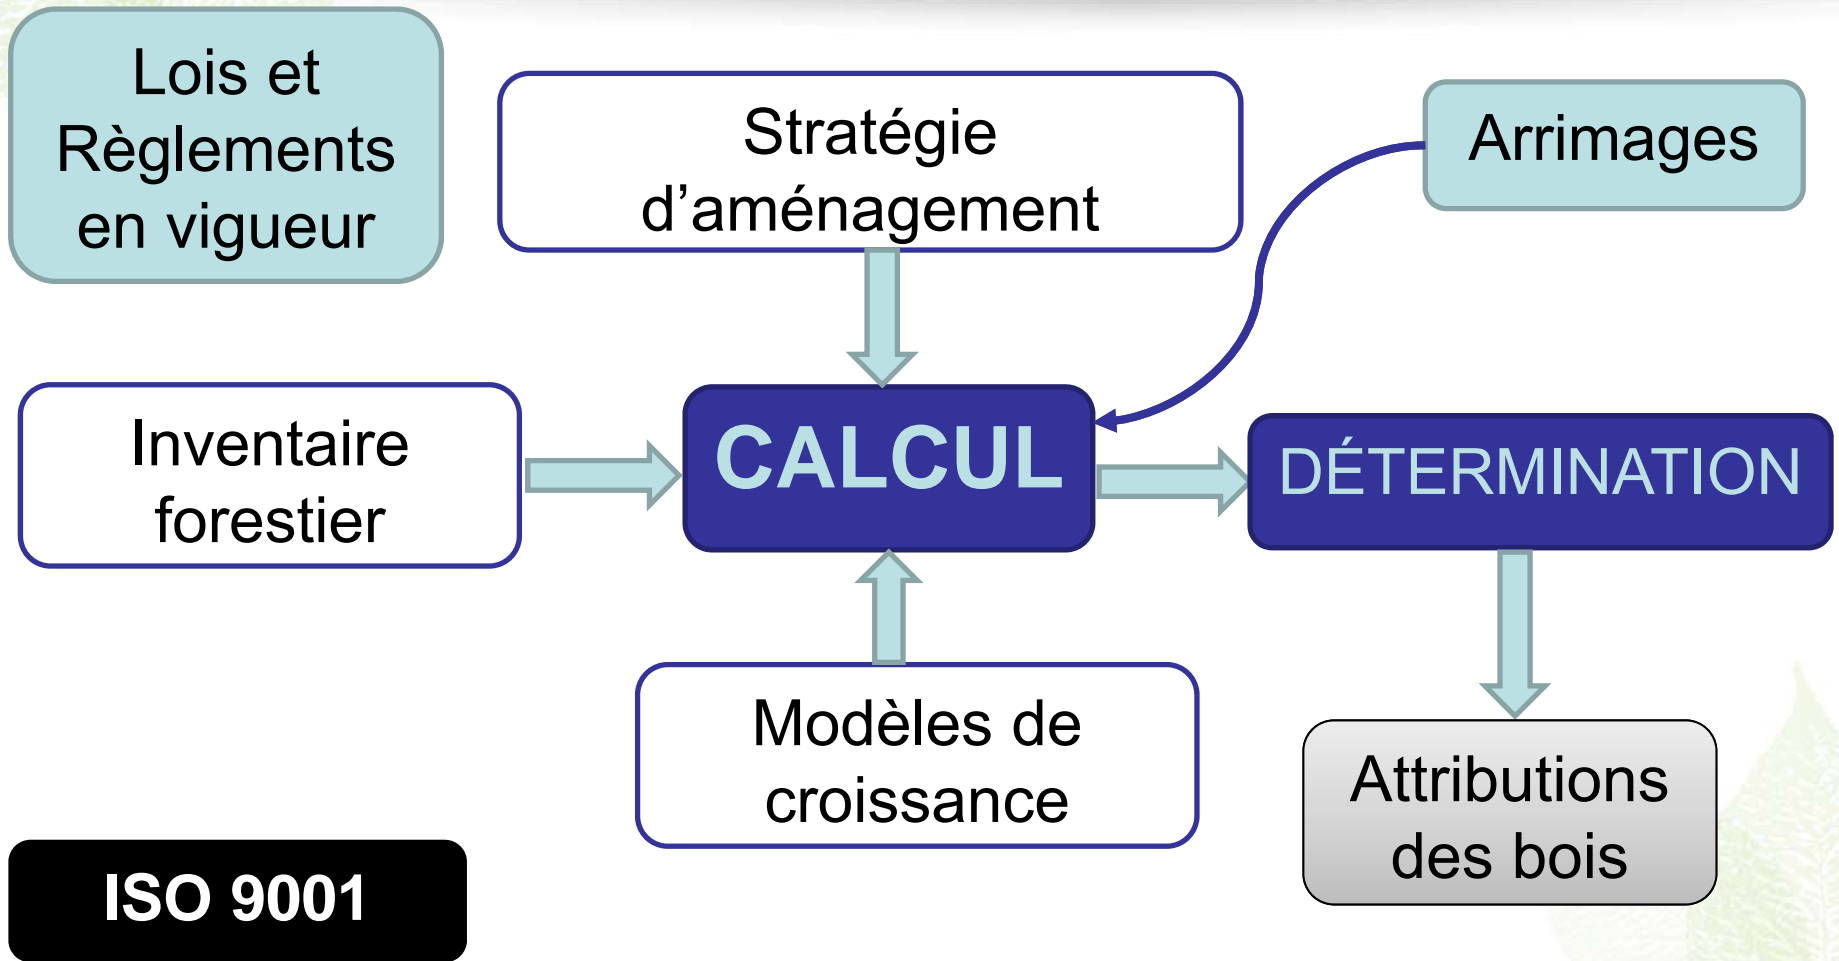 Lois et
Règlements
en vigueur
Stratégie
d’aménagement
Arrimages
Inventaire
forestier
CALCUL
DÉTERMINATION
Modèles de
croissance
Attributions
des bois
ISO 9001